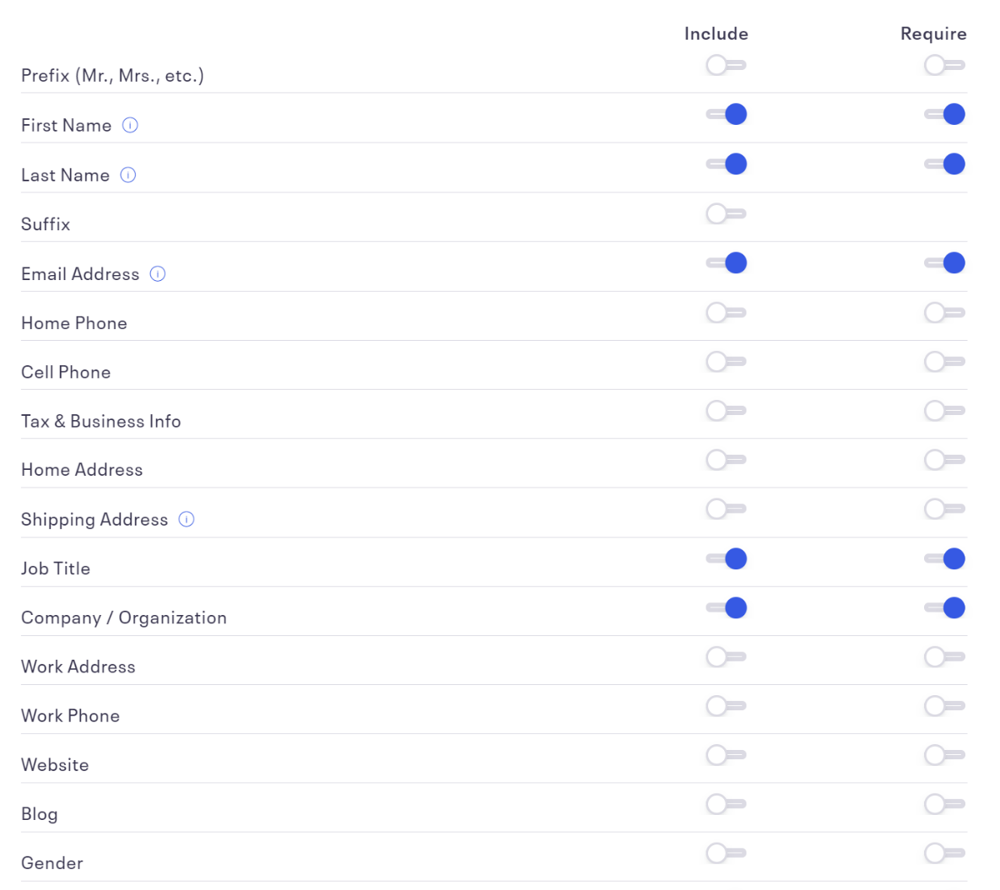 Include Require
Prefix (Mr., Mrs., etc.)
First Name
Last Name
Suffix
Email Address
Home Phone
Cell Phone
Tax & Business Info
Home Address
Shipping Address
Job Title
Company / Organization
Work Address
Work Phone
Website
Blog
Gender